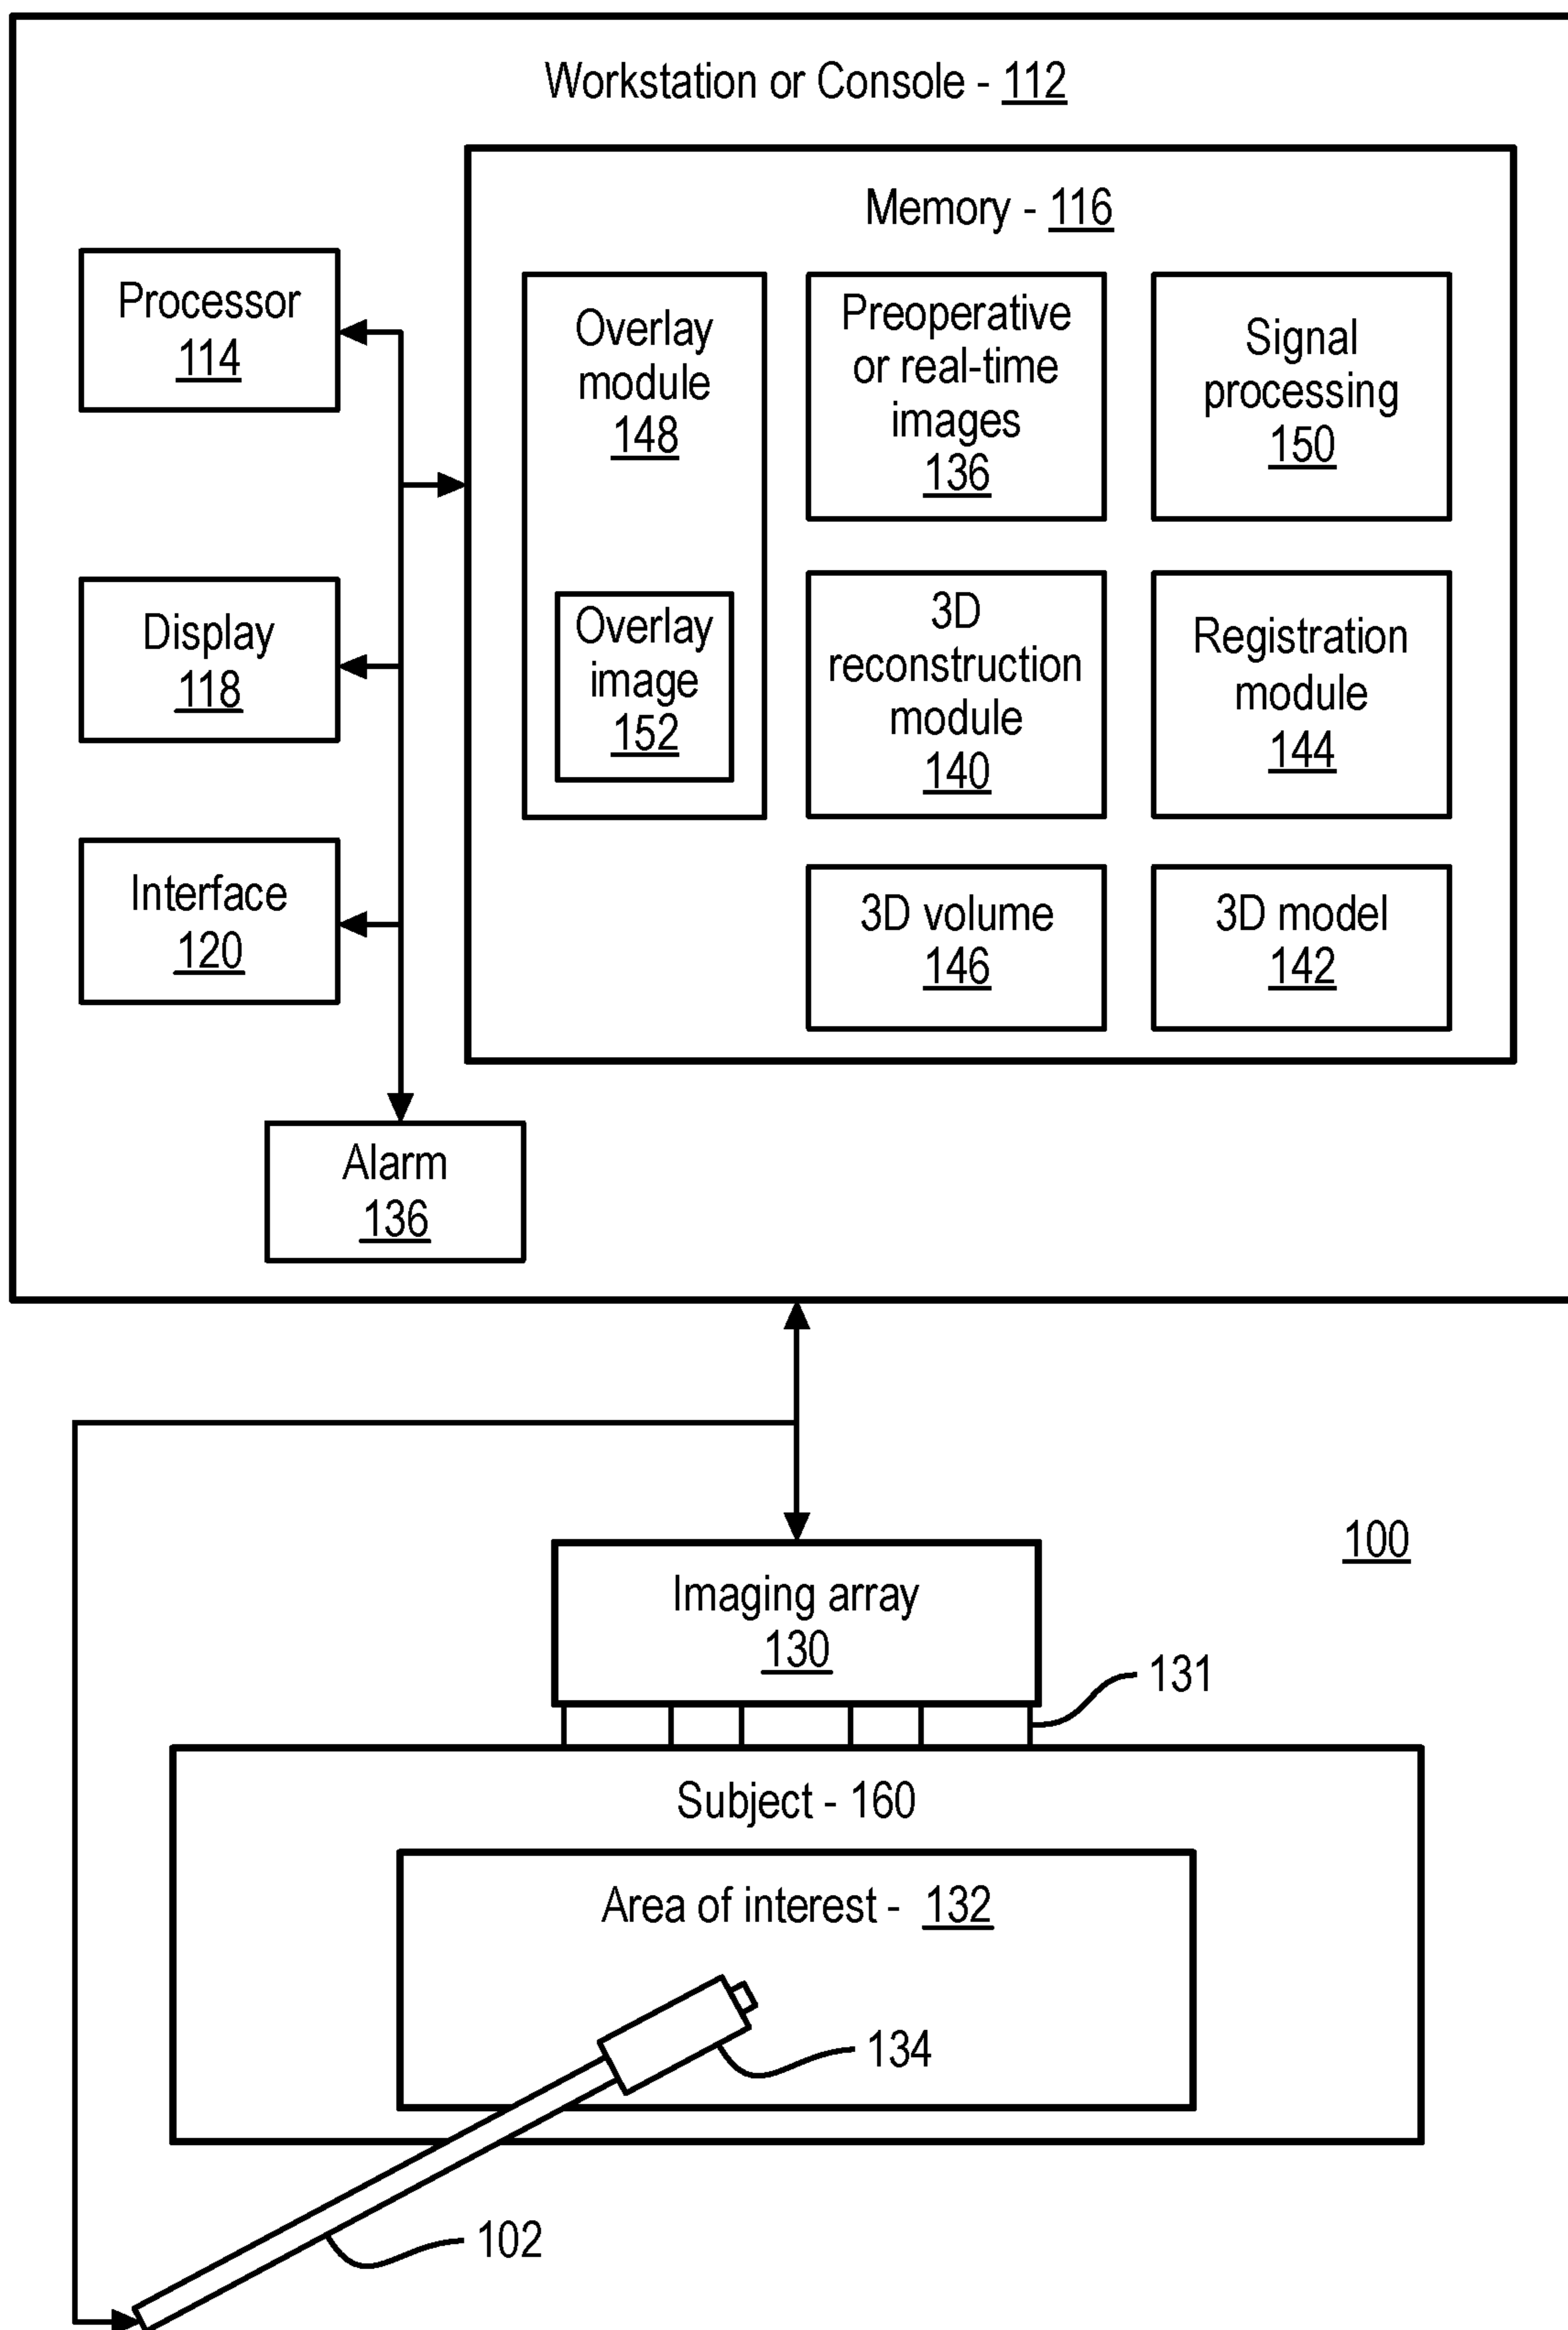 Workstation or Console - 112
Memory - 116
Processor
114
Overlay
module
148
Preoperative
or real-time
images
136
Signal
processing
150
Display
118
Overlay
image
152
3D
reconstruction
module
140
Registration
module
144
Interface
120
3D volume
146
3D model
142
Alarm
136
100
Imaging array
130
131
Subject - 160
Area of interest - 132
134
102